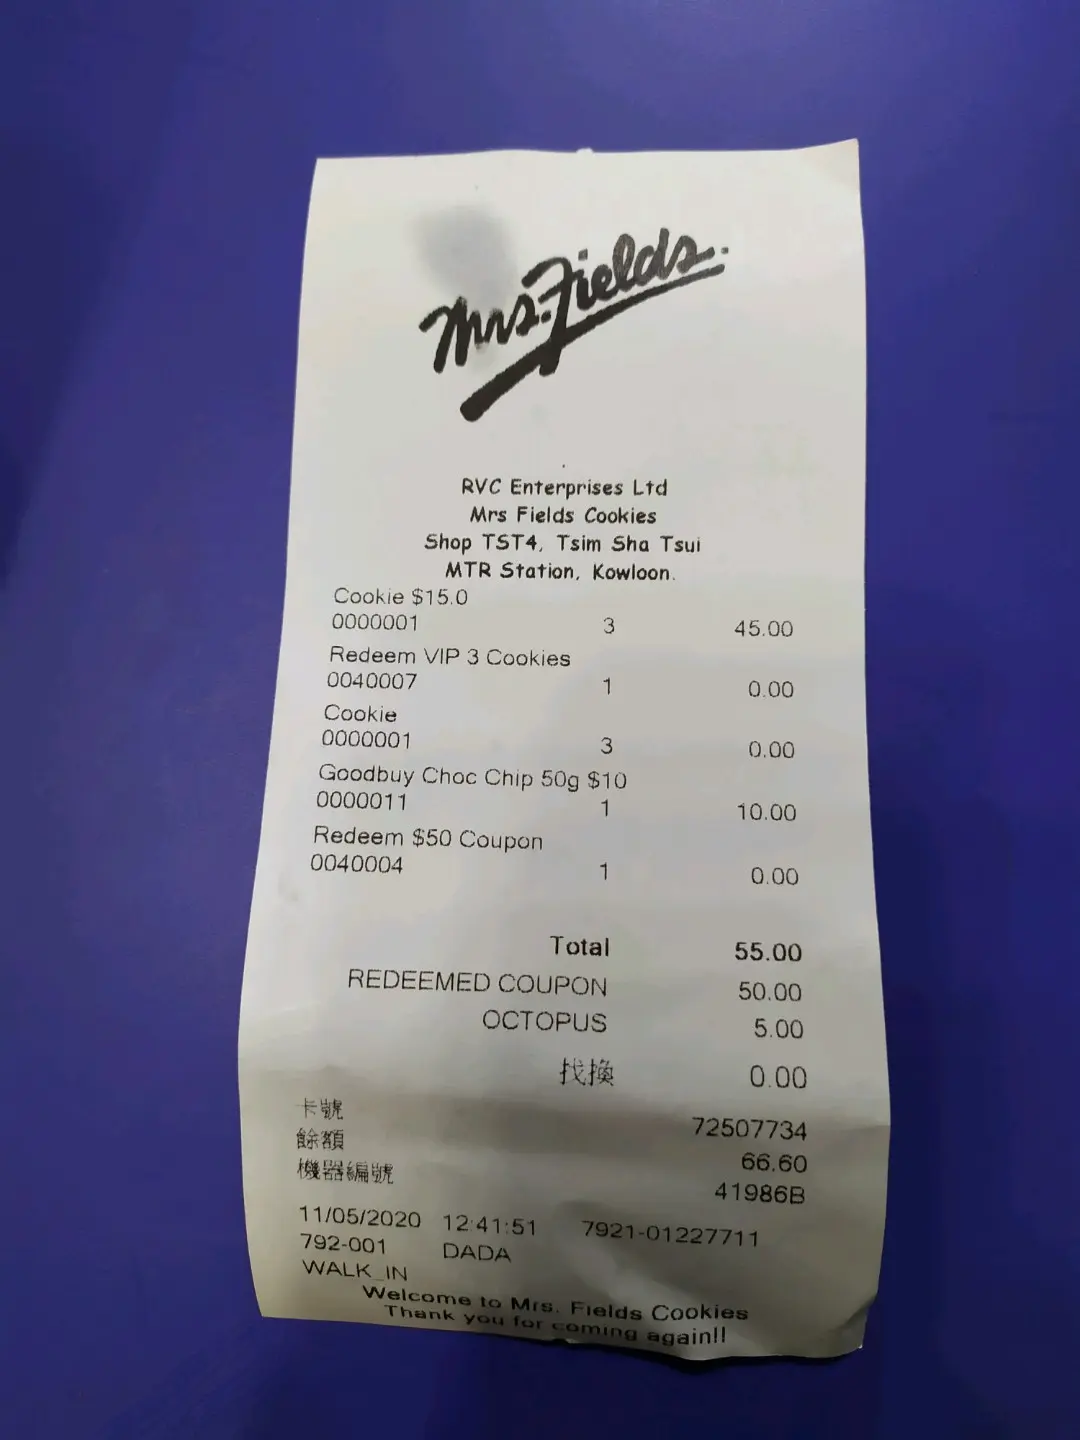 Mrs. Fields.
RVC Enterprises Ltd
Mrs Fields Cookies
Shop TST4, Tsim Sha Tsui
MTR Station, Kowloon.
Cookie $15.0
0000001 3 45.00
Redeem VIP 3 Cookies
0040007 1 0.00
Cookie
0000001 3 0.00
Goodbuy Choc Chip 50g $10
0000011 1 10.00
Redeem $50 Coupon
0040004 1 0.00
Total 55.00
REDEEMED COUPON 50.00
OCTOPUS 5.00
找換 0.00
卡號 72507734
餘額 66.60
機器編號 41986B
11/05/2020 12:41:51 7921-01227711
792-001 DADA
WALK_IN
Welcome to Mrs. Fields Cookies
Thank you for coming again!!